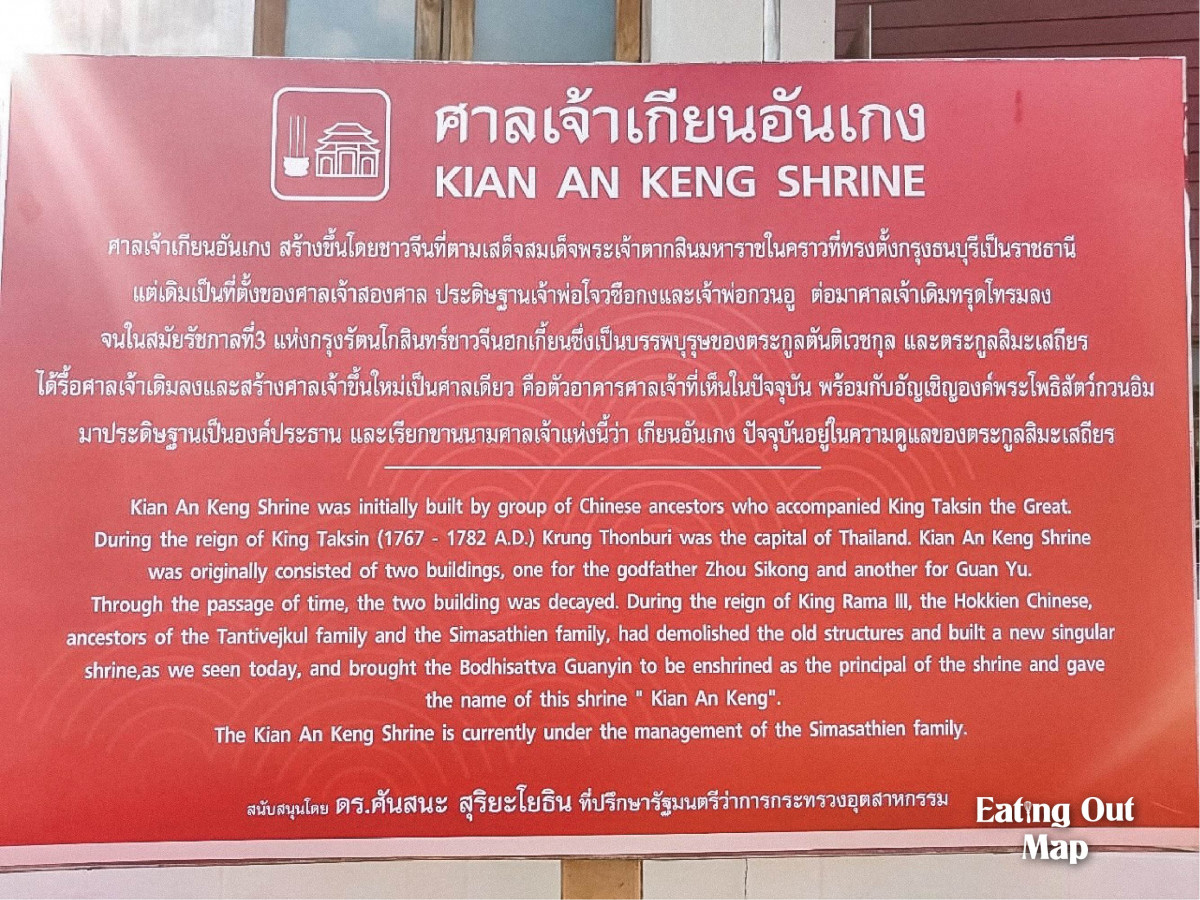 ศาลเจ้าเกียนอันเกง
KIAN AN KENG SHRINE
ศาลเจ้าเกียนอันเกง สร้างขึ้นโดยชาวจีนที่ตามเสด็จสมเด็จพระเจ้าตากสินมหาราชในคราวที่ทรงตั้งกรุงธนบุรีเป็นราชธานี
แต่เดิมเป็นที่ตั้งของศาลเจ้าสองศาล ประดิษฐานเจ้าพ่อโจวซือกงและเจ้าพ่อกวนอู ต่อมาศาลเจ้าเดิมทรุดโทรมลง
จนในสมัยรัชกาลที่3 แห่งกรุงรัตนโกสินทร์ชาวจีนฮกเกี้ยนซึ่งเป็นบรรพบุรุษของตระกูลตันติเวชกุล และตระกูลสิมะเสถียร
ได้รื้อศาลเจ้าเดิมลงและสร้างศาลเจ้าขึ้นใหม่เป็นศาลเดียว คือตัวอาคารศาลเจ้าที่เห็นในปัจจุบัน พร้อมกับอัญเชิญองค์พระโพธิสัตว์กวนอิม
มาประดิษฐานเป็นองค์ประธาน และเรียกขานนามศาลเจ้าแห่งนี้ว่า เกียนอันเกง ปัจจุบันอยู่ในความดูแลของตระกูลสิมะเสถียร
Kian An Keng Shrine was initially built by group of Chinese ancestors who accompanied King Taksin the Great.
During the reign of King Taksin (1767 - 1782 A.D.) Krung Thonburi was the capital of Thailand. Kian An Keng Shrine
was originally consisted of two buildings, one for the godfather Zhou Sikong and another for Guan Yu.
Through the passage of time, the two building was decayed. During the reign of King Rama III, the Hokkien Chinese,
ancestors of the Tantivejkul family and the Simasathien family, had demolished the old structures and built a new singular
shrine,as we seen today, and brought the Bodhisattva Guanyin to be enshrined as the principal of the shrine and gave
the name of this shrine " Kian An Keng".
The Kian An Keng Shrine is currently under the management of the Simasathien family.
สนับสนุนโดย ดร.ศันสนะ สุริยะโยธิน ที่ปรึกษารัฐมนตรีว่าการกระทรวงอุตสาหกรรม
Eating Out
Map